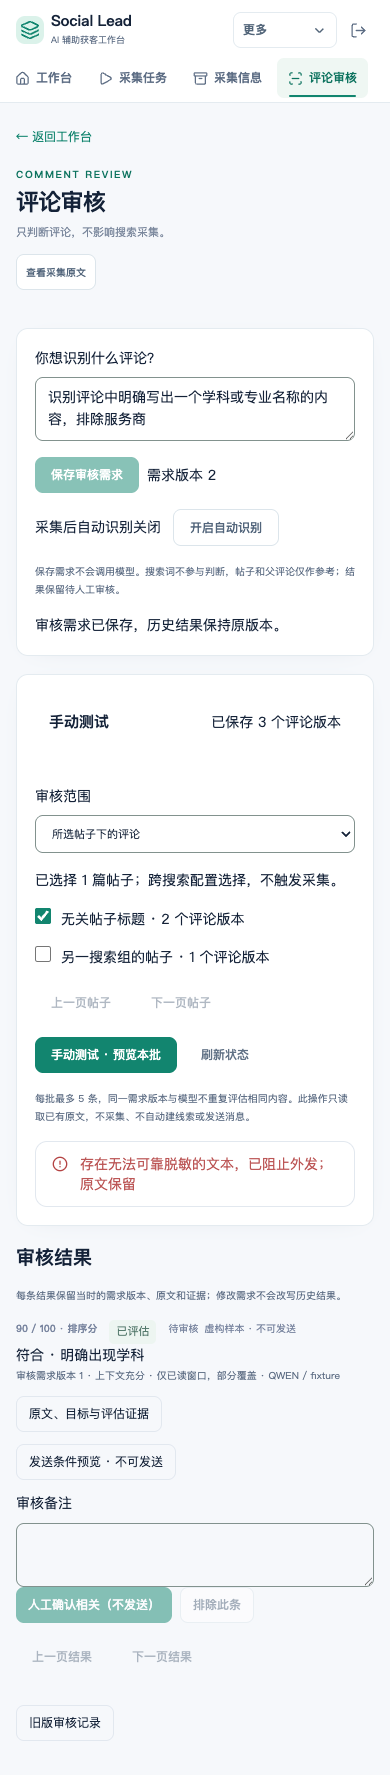 Social Lead
AI 辅助获客工作台
更多
工作台
采集任务
采集信息
评论审核
← 返回工作台
COMMENT REVIEW
评论审核
只判断评论，不影响搜索采集。
查看采集原文
你想识别什么评论？
识别评论中明确写出一个学科或专业名称的内
容，排除服务商
保存审核需求 需求版本 2
采集后自动识别关闭 开启自动识别
保存需求不会调用模型。搜索词不参与判断，帖子和父评论仅作参考；结
果保留待人工审核。
审核需求已保存，历史结果保持原版本。
手动测试 已保存 3 个评论版本
审核范围
所选帖子下的评论
已选择 1 篇帖子；跨搜索配置选择，不触发采集。
无关帖子标题 · 2 个评论版本
另一搜索组的帖子 · 1 个评论版本
上一页帖子 下一页帖子
手动测试 · 预览本批 刷新状态
每批最多 5 条，同一需求版本与模型不重复评估相同内容。此操作只读
取已有原文，不采集、不自动建线索或发送消息。
存在无法可靠脱敏的文本，已阻止外发；
原文保留
审核结果
每条结果保留当时的需求版本、原文和证据；修改需求不会改写历史结果。
90 / 100 · 排序分 已评估 待审核 虚构样本 · 不可发送
符合 · 明确出现学科
审核需求版本 1 · 上下文充分 · 仅已读窗口，部分覆盖 · QWEN / fixture
原文、目标与评估证据
发送条件预览 · 不可发送
审核备注
人工确认相关（不发送） 排除此条
上一页结果 下一页结果
旧版审核记录